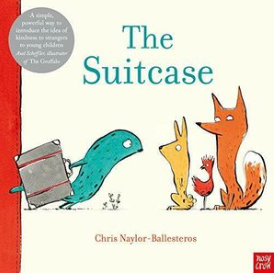 A simple,
powerful way to
introduce the idea of
kindness to strangers
to young children
Axel Scheffler, illustrator
of The Gruffalo
The
Suitcase
Chris Naylor-Ballesteros
nosy
crow